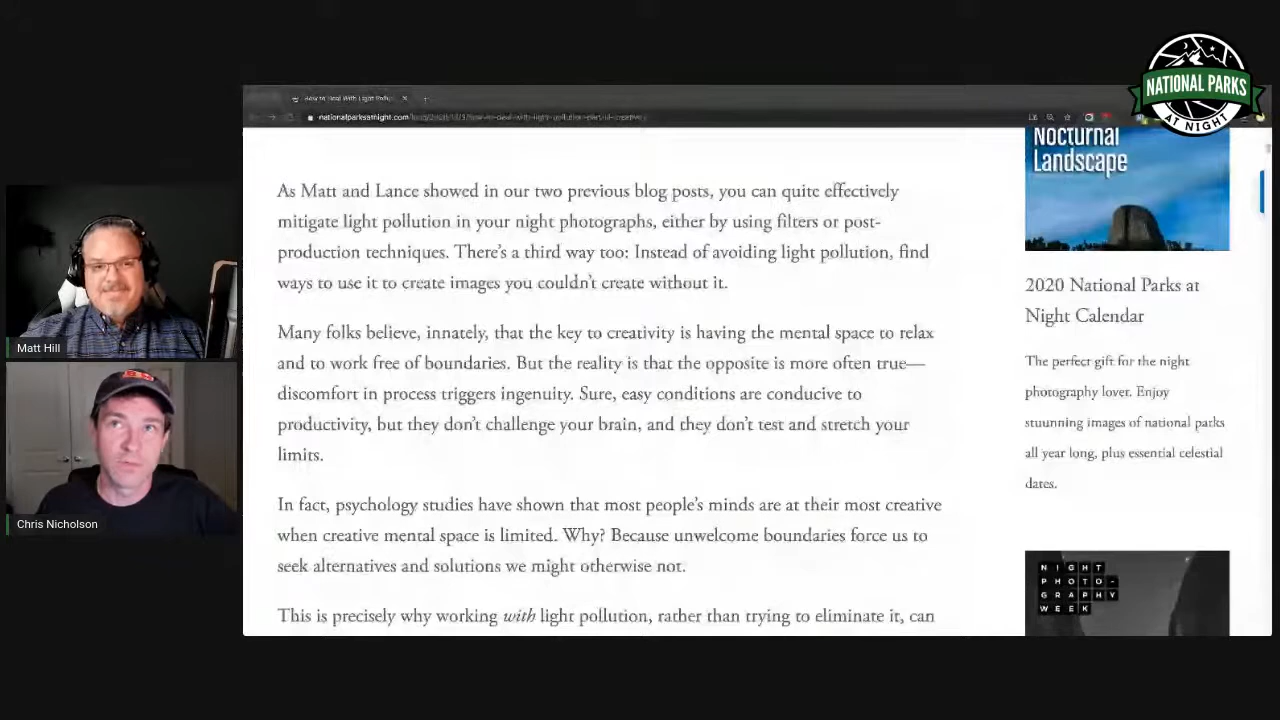 NATIONAL PARKS
AT NIGHT
How to Deal With Light Pollu
nationalparksatnight.com
As Matt and Lance showed in our two previous blog posts, you can quite effectively
mitigate light pollution in your night photographs, either by using filters or post-
production techniques. There's a third way too: Instead of avoiding light pollution, find
ways to use it to create images you couldn't create without it.
Many folks believe, innately, that the key to creativity is having the mental space to relax
and to work free of boundaries. But the reality is that the opposite is more often true—
discomfort in process triggers ingenuity. Sure, easy conditions are conducive to
productivity, but they don't challenge your brain, and they don't test and stretch your
limits.
In fact, psychology studies have shown that most people's minds are at their most creative
when creative mental space is limited. Why? Because unwelcome boundaries force us to
seek alternatives and solutions we might otherwise not.
This is precisely why working with light pollution, rather than trying to eliminate it, can
Nocturnal
Landscape
2020 National Parks at
Night Calendar
The perfect gift for the night
photography lover. Enjoy
stuunning images of national parks
all year long, plus essential celestial
dates.
NIGHT
PHOTO-
GRAPHY
WEEK
Matt Hill
Chris Nicholson